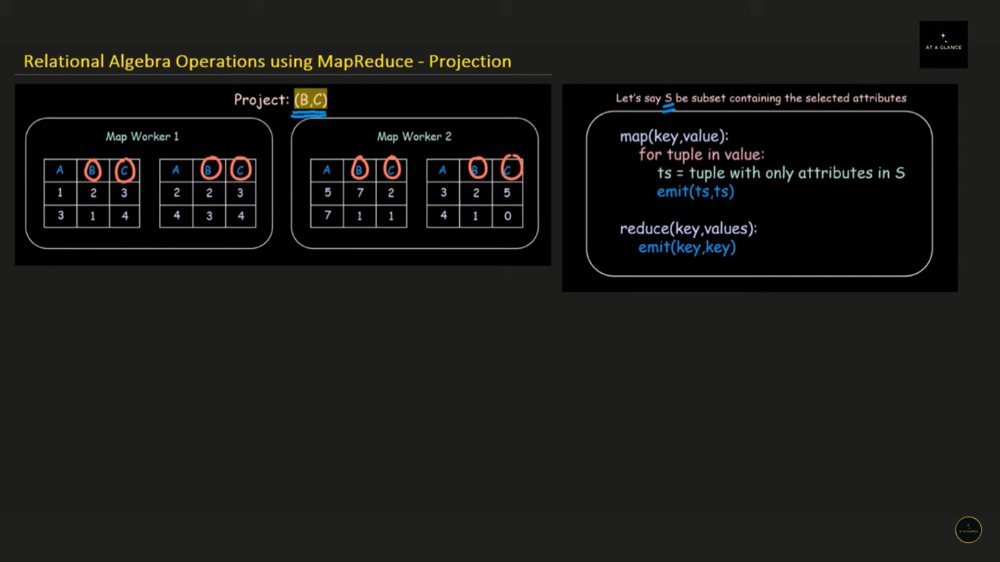 AT A GLANCE
Relational Algebra Operations using MapReduce - Projection
Project: (B,C)
Map Worker 1
A B C
1 2 3
3 1 4
A B C
2 2 3
4 3 4
Map Worker 2
A B C
5 7 2
7 1 1
A B C
3 2 5
4 1 0
Let's say S be subset containing the selected attributes
map(key,value):
for tuple in value:
ts = tuple with only attributes in S
emit(ts,ts)
reduce(key,values):
emit(key,key)
AT A GLANCE